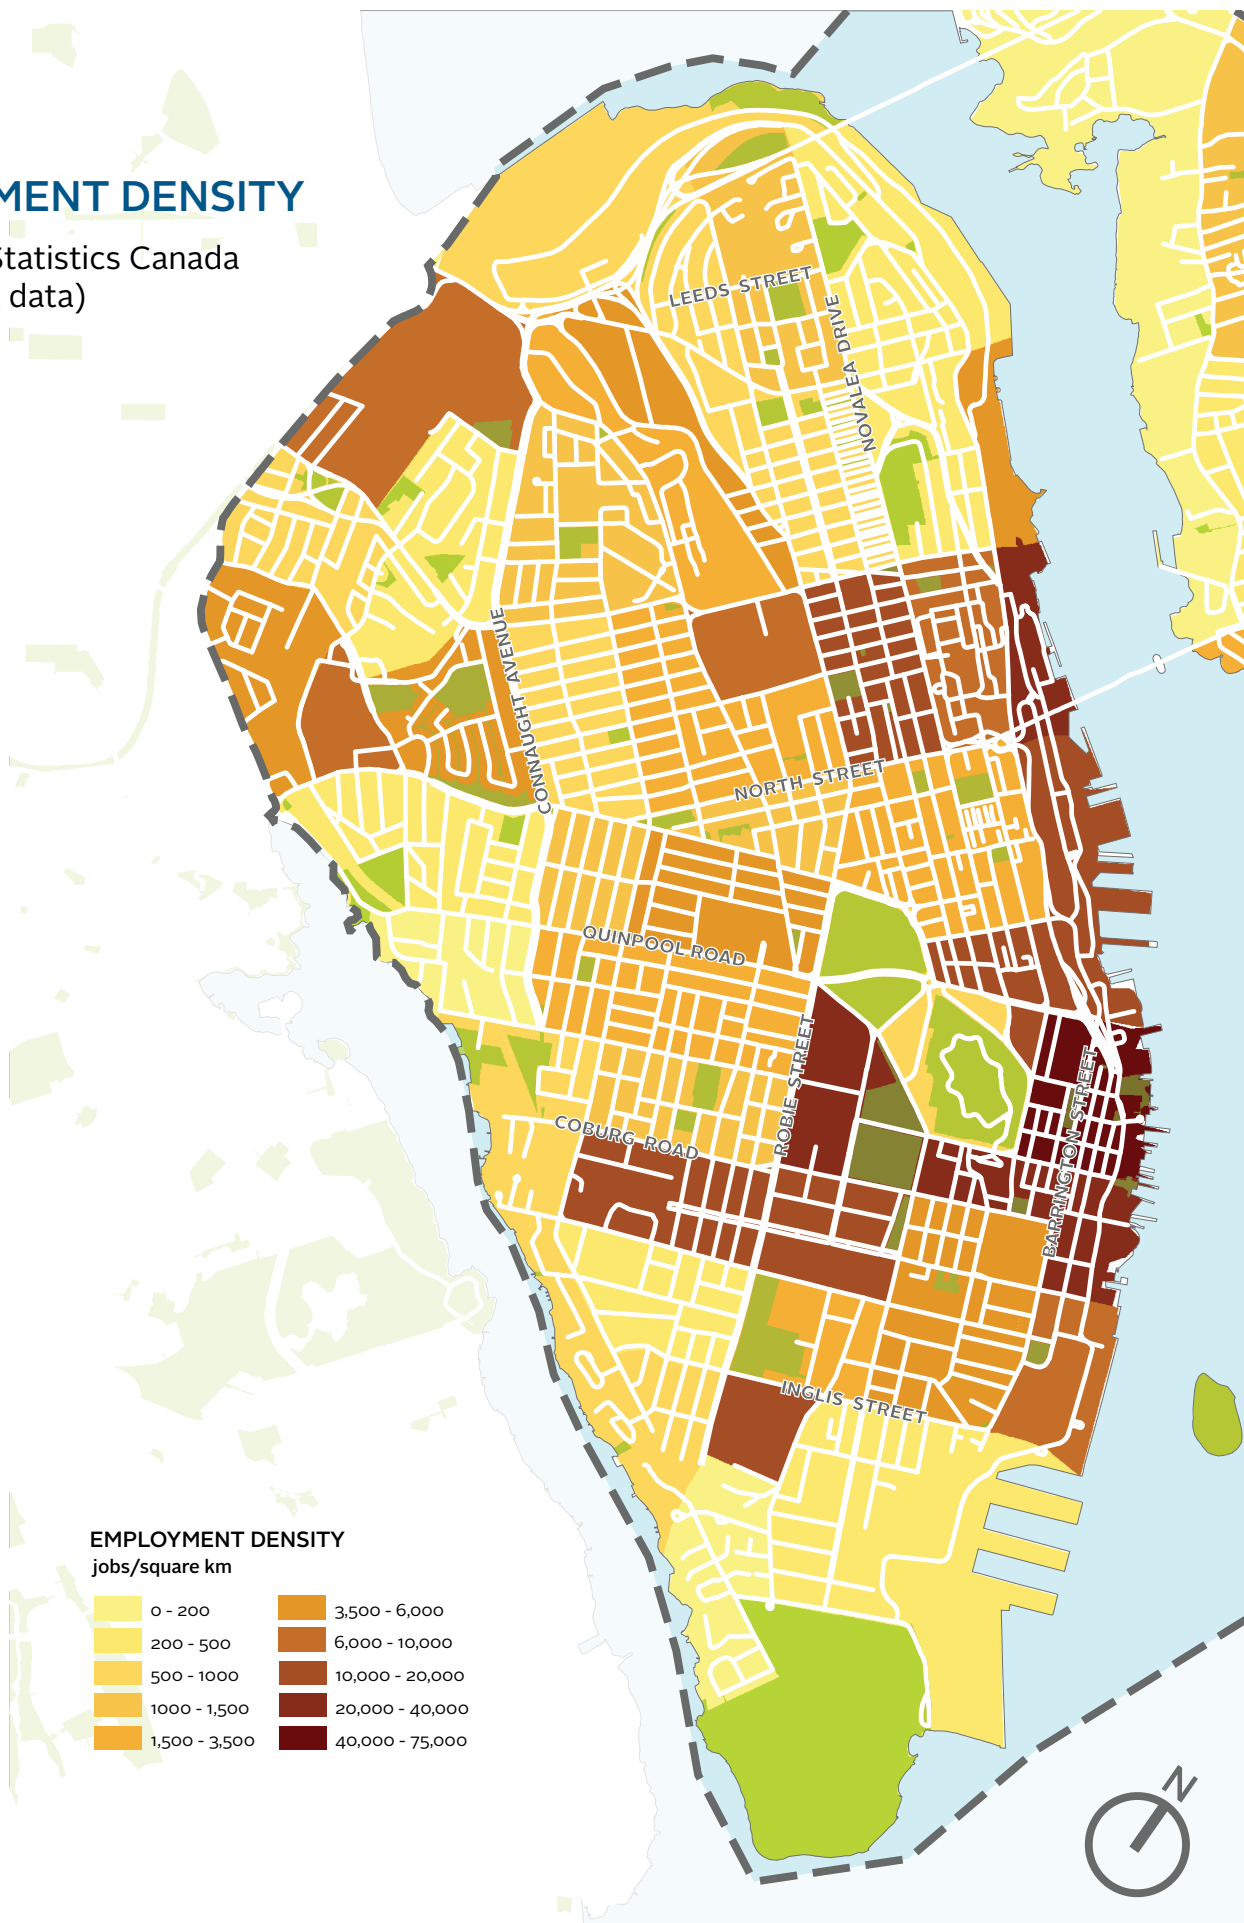 MENT DENSITY
Statistics Canada
data)
LEEDS STREET
NOVALEA DRIVE
CONNAUGHT AVENUE
NORTH STREET
QUINPOOL ROAD
ROBIE STREET
BARRINGTON STREET
COBURG ROAD
INGLIS STREET
EMPLOYMENT DENSITY
jobs/square km
0 - 200
200 - 500
500 - 1000
1000 - 1,500
1,500 - 3,500
3,500 - 6,000
6,000 - 10,000
10,000 - 20,000
20,000 - 40,000
40,000 - 75,000
N